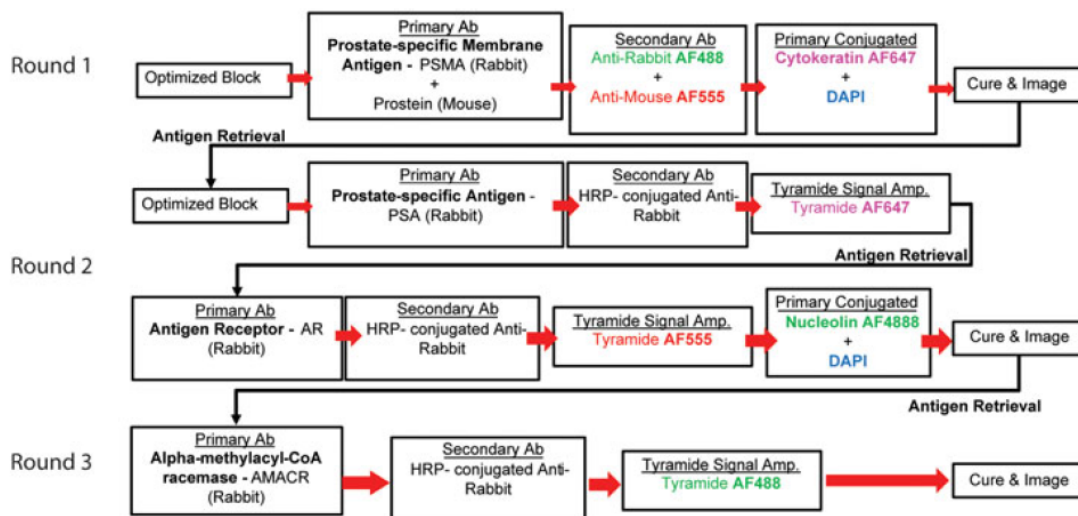 Round 1
Optimized Block
Primary Ab
Prostate-specific Membrane
Antigen - PSMA (Rabbit)
+
Prostein (Mouse)
Secondary Ab
Anti-Rabbit AF488
+
Anti-Mouse AF555
Primary Conjugated
Cytokeratin AF647
+
DAPI
Cure & Image
Antigen Retrieval
Round 2
Optimized Block
Primary Ab
Prostate-specific Antigen -
PSA (Rabbit)
Secondary Ab
HRP- conjugated Anti-
Rabbit
Tyramide Signal Amp.
Tyramide AF647
Antigen Retrieval
Primary Ab
Antigen Receptor - AR
(Rabbit)
Secondary Ab
HRP- conjugated Anti-
Rabbit
Tyramide Signal Amp.
Tyramide AF555
Primary Conjugated
Nucleolin AF4888
+
DAPI
Cure & Image
Antigen Retrieval
Round 3
Primary Ab
Alpha-methylacyl-CoA
racemase - AMACR
(Rabbit)
Secondary Ab
HRP- conjugated Anti-
Rabbit
Tyramide Signal Amp.
Tyramide AF488
Cure & Image